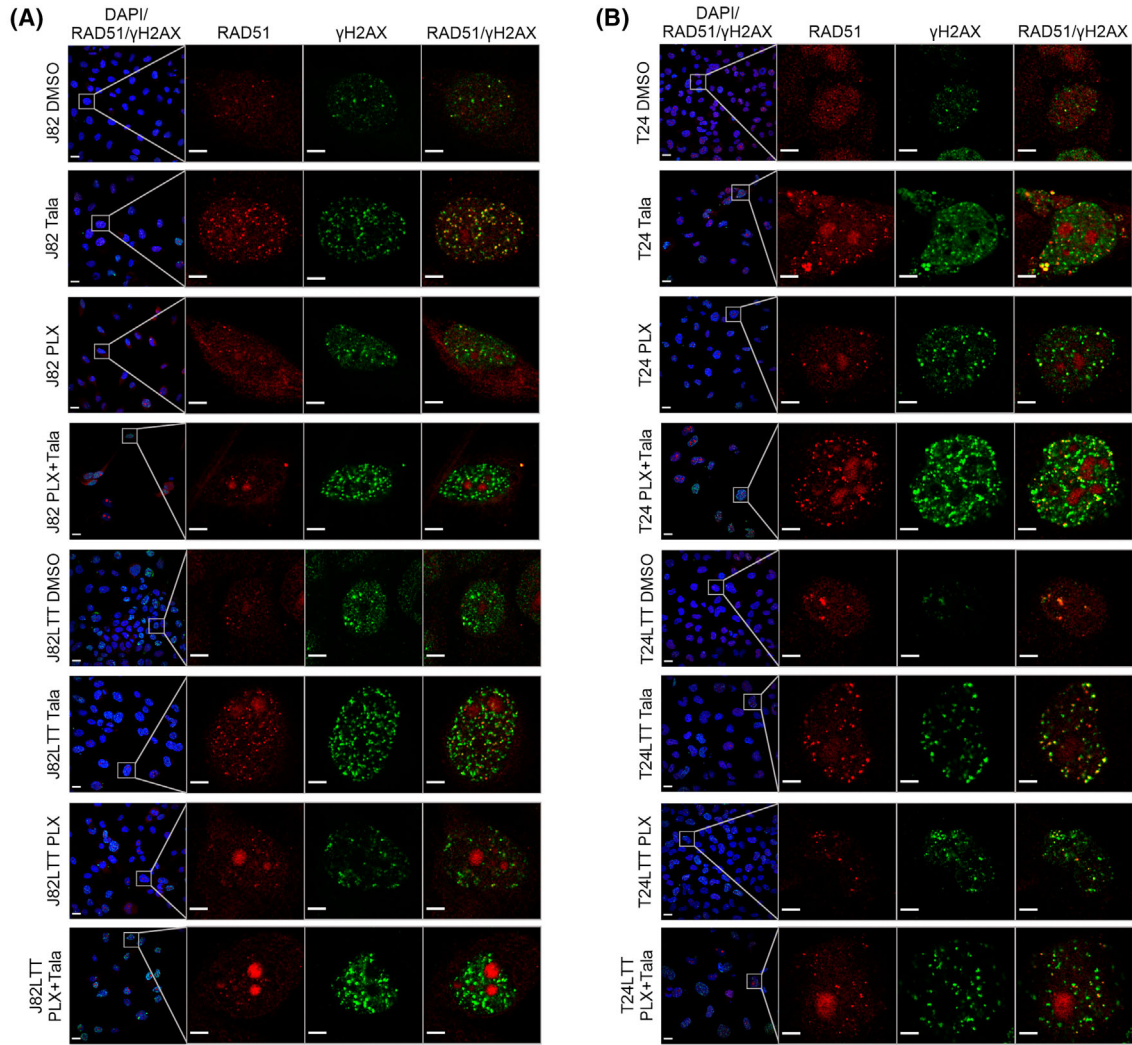 (A)
DAPI/
RAD51/γH2AX
RAD51
γH2AX
RAD51/γH2AX
J82 DMSO
J82 Tala
J82 PLX
J82 PLX+Tala
J82LTT DMSO
J82LTT Tala
J82LTT PLX
J82LTT
PLX+Tala
(B)
DAPI/
RAD51/γH2AX
RAD51
γH2AX
RAD51/γH2AX
T24 DMSO
T24 Tala
T24 PLX
T24 PLX+Tala
T24LTT DMSO
T24LTT Tala
T24LTT PLX
T24LTT
PLX+Tala